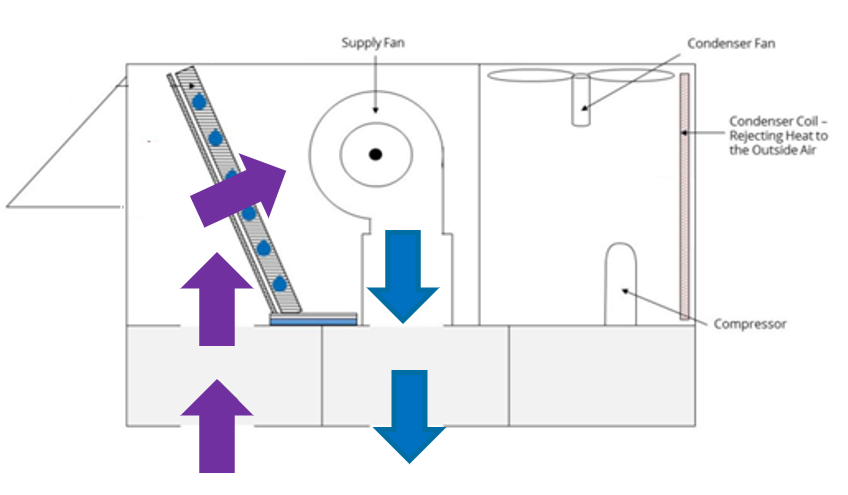 Supply Fan
Condenser Fan
Condenser Coil –
Rejecting Heat to
the Outside Air
Compressor